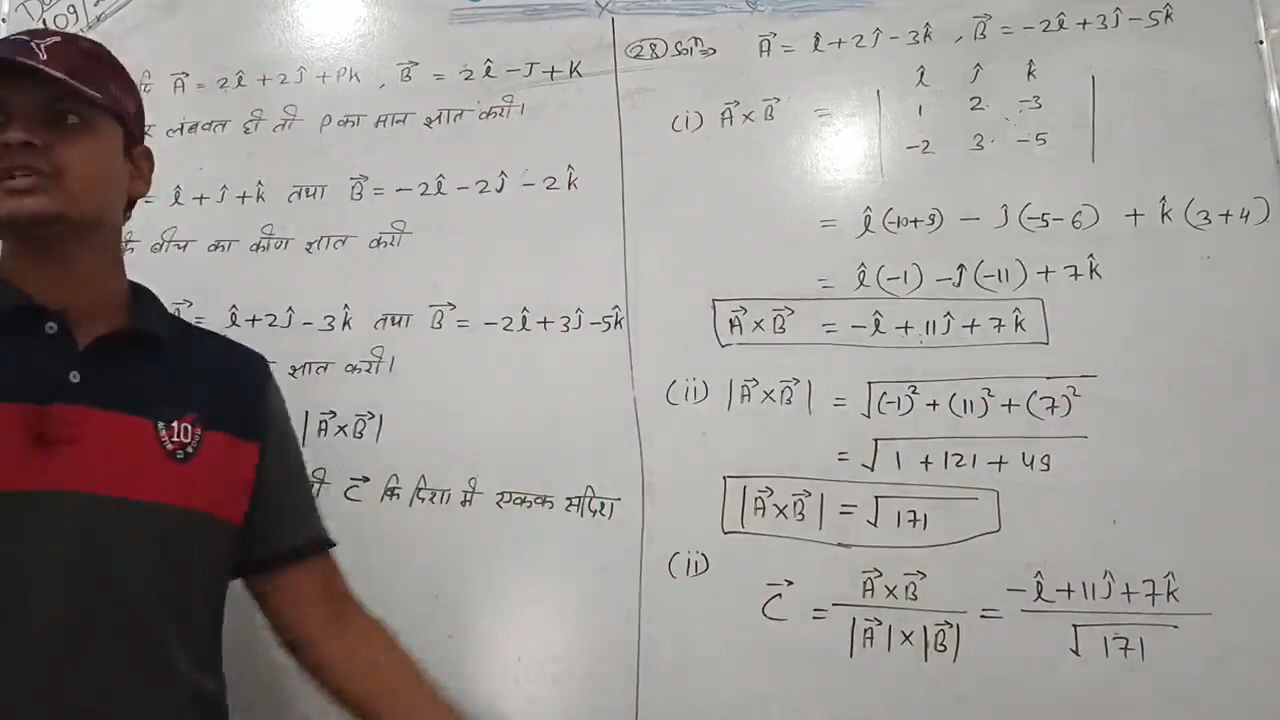 109/
A⃗ = 2î + 2ĵ + PK , B⃗ = 2î - J + K
लंबवत हो तो P का मान ज्ञात करो।
= î + ĵ + k̂ तथा B⃗ = -2î - 2ĵ - 2k̂
के बीच का कोण ज्ञात करो
A⃗ = î + 2ĵ - 3k̂ तथा B⃗ = -2î + 3ĵ - 5k̂
ज्ञात करो।
|A⃗×B⃗|
C⃗ कि दिशा में एकक सदिश
10
(28) Solⁿ⇒ A⃗ = î + 2ĵ - 3k̂ , B⃗ = -2î + 3ĵ - 5k̂
î ĵ k̂
(i) A⃗×B⃗ = | 1 2 -3 |
-2 3 -5
= î(-10+9) - ĵ(-5-6) + k̂(3+4)
= î(-1) - ĵ(-11) + 7k̂
A⃗×B⃗ = -î + 11ĵ + 7k̂
(ii) |A⃗×B⃗| = √(-1)² + (11)² + (7)²
= √1 + 121 + 49
|A⃗×B⃗| = √171
(ii)
C⃗ = A⃗×B⃗ / |A⃗|×|B⃗| = -î + 11ĵ + 7k̂ / √171